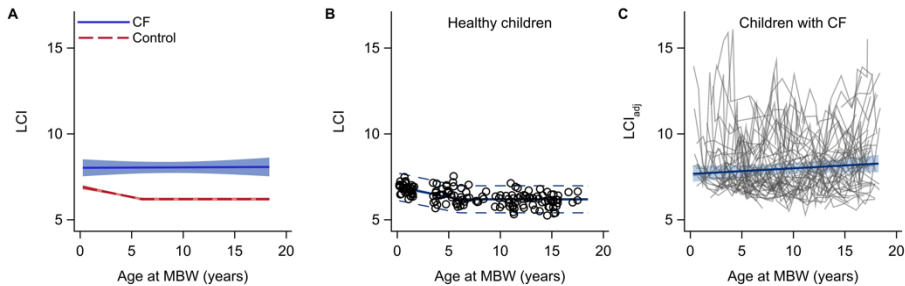 A
CF
Control
LCI
15
10
5
0 5 10 15 20
Age at MBW (years)
B
Healthy children
LCI
15
10
5
0 5 10 15 20
Age at MBW (years)
C
Children with CF
LCIadj
15
10
5
0 5 10 15 20
Age at MBW (years)